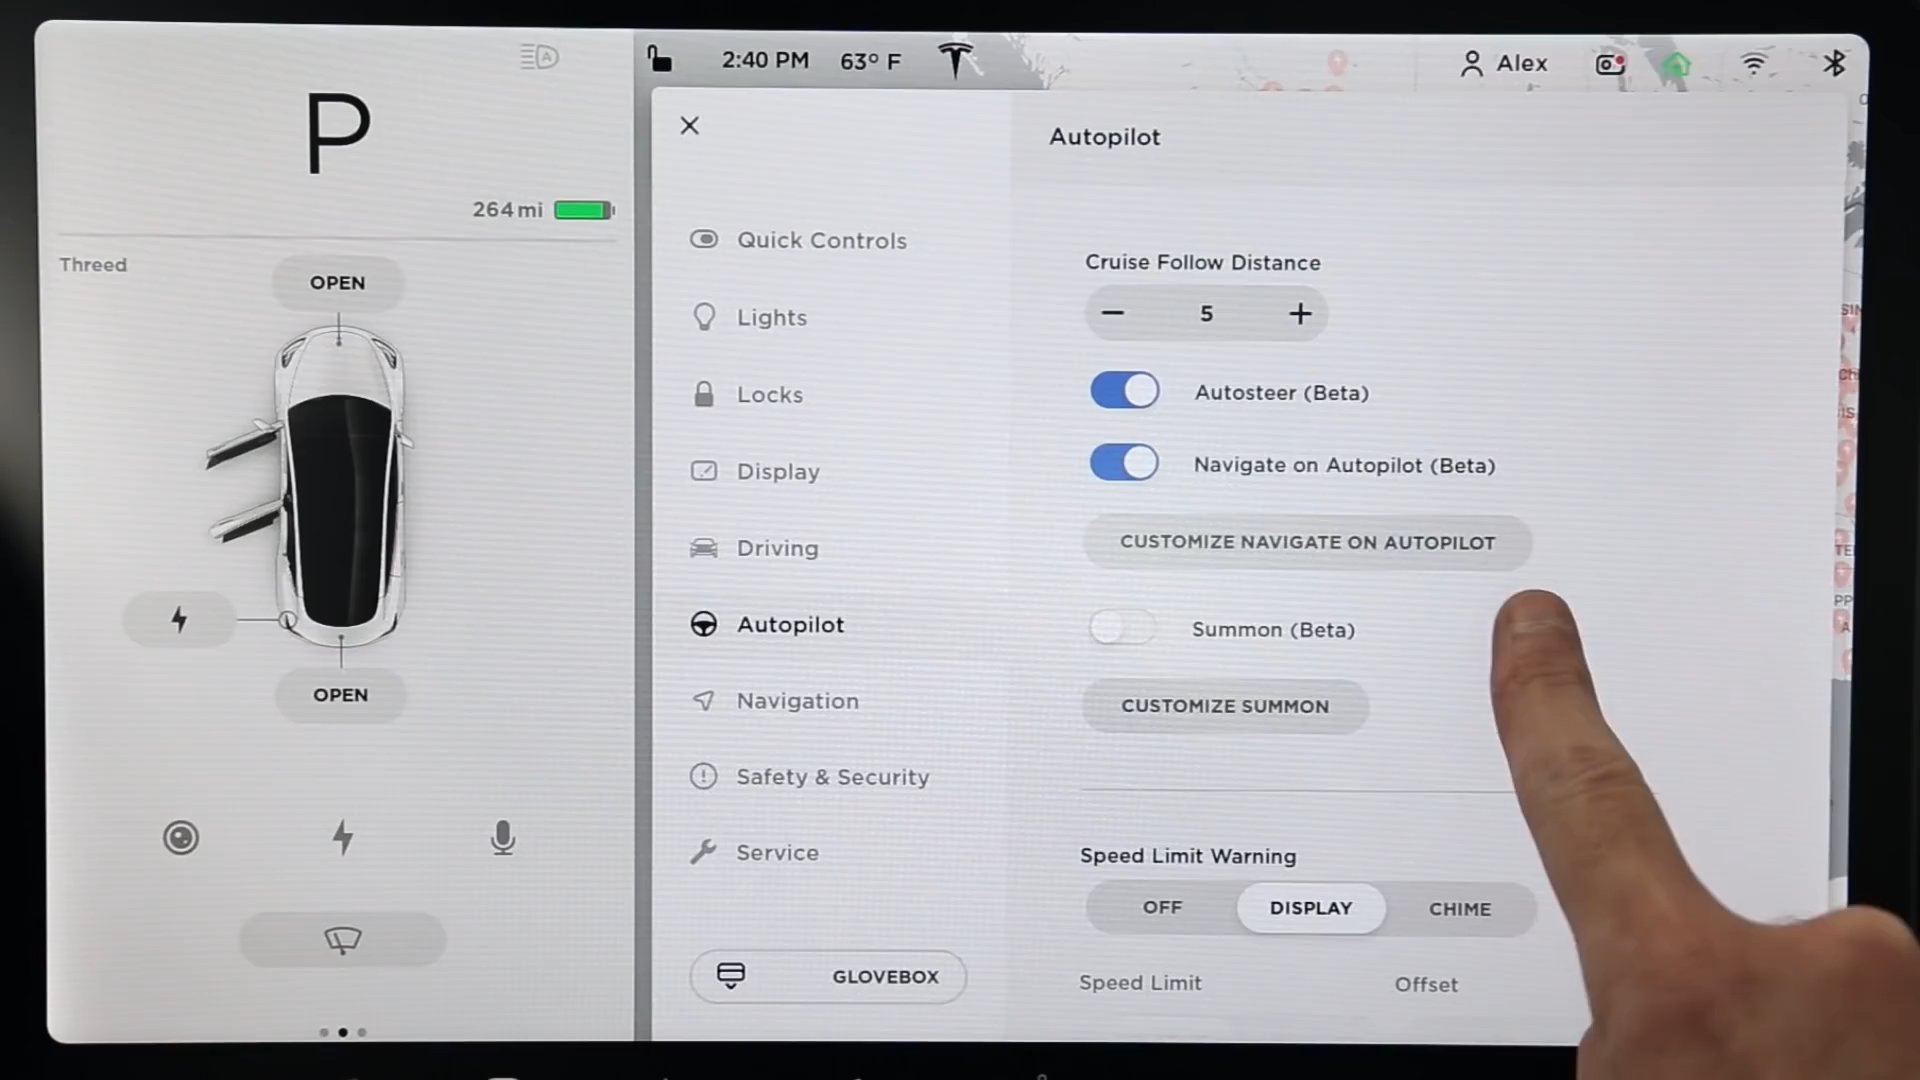 P
264 mi
Threed
OPEN
OPEN
2:40 PM 63° F
Alex
Autopilot
Quick Controls
Lights
Locks
Display
Driving
Autopilot
Navigation
Safety & Security
Service
GLOVEBOX
Cruise Follow Distance
5
Autosteer (Beta)
Navigate on Autopilot (Beta)
CUSTOMIZE NAVIGATE ON AUTOPILOT
Summon (Beta)
CUSTOMIZE SUMMON
Speed Limit Warning
OFF DISPLAY CHIME
Speed Limit Offset